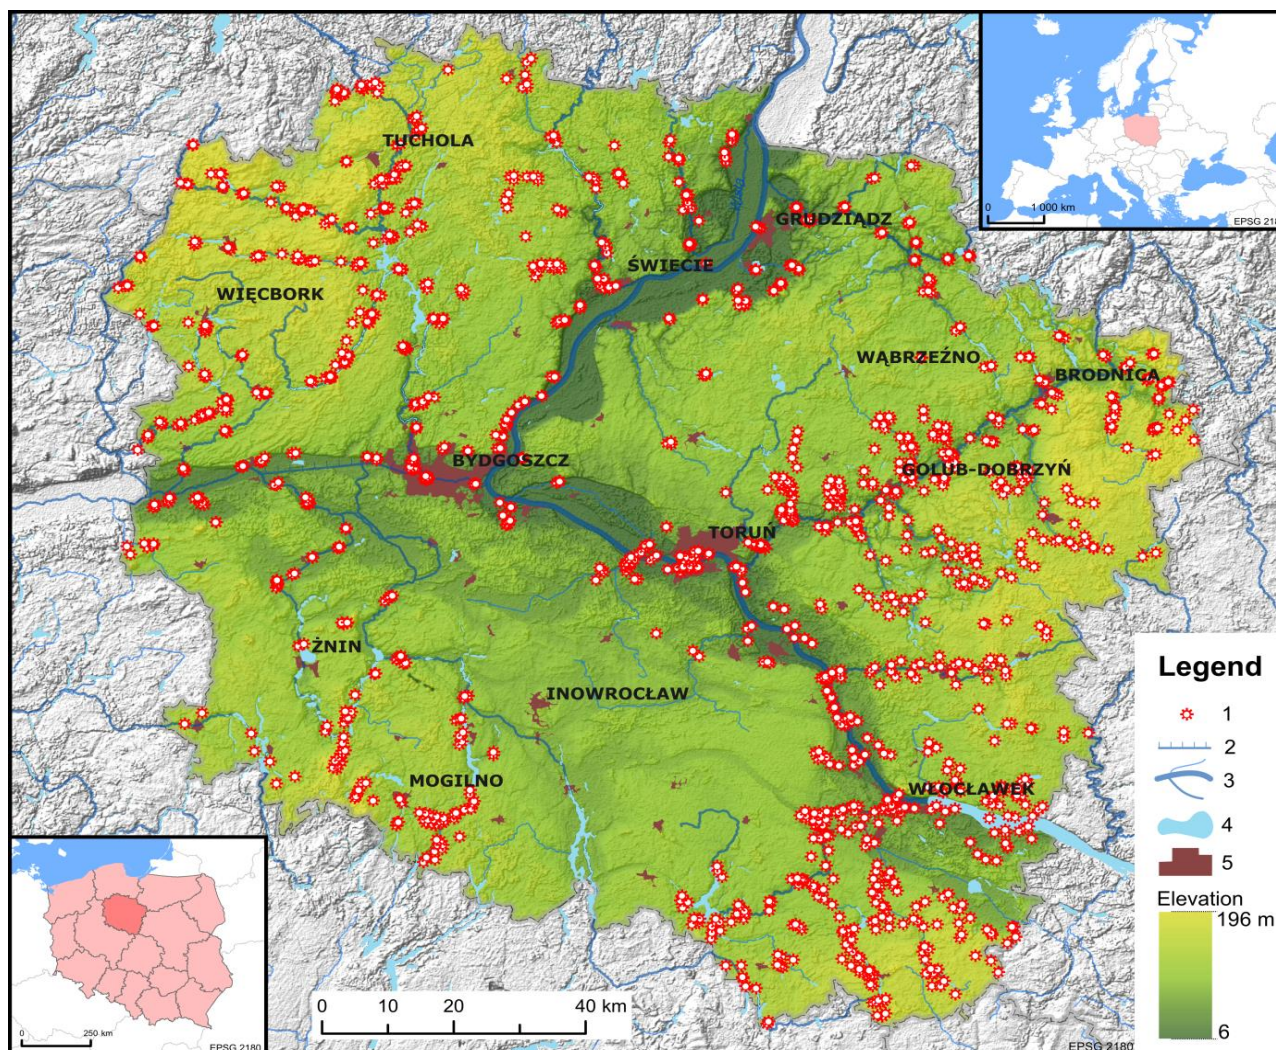 TUCHOLA
GRUDZIĄDZ
ŚWIECIE
WIĘCBORK
WĄBRZEŹNO
BRODNICA
BYDGOSZCZ
GOLUB-DOBRZYŃ
TORUŃ
ŻNIN
INOWROCŁAW
MOGILNO
WŁOCŁAWEK
0 1 000 km
EPSG 218
Legend
1
2
3
4
5
Elevation
196 m
6
0 250 km
EPSG 2180
0 10 20 40 km
EPSG 2180